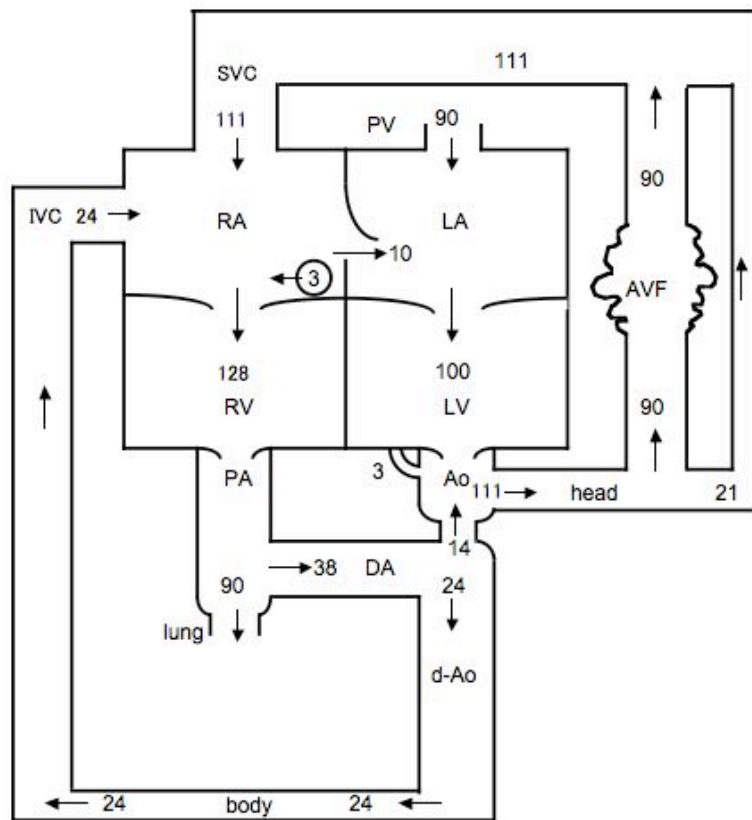 SVC
111
111
PV
90
90
IVC 24
RA
LA
10
3
AVF
128
100
RV
LV
90
PA
3
Ao
111
head
21
14
90
38
DA
24
lung
d-Ao
24
body
24